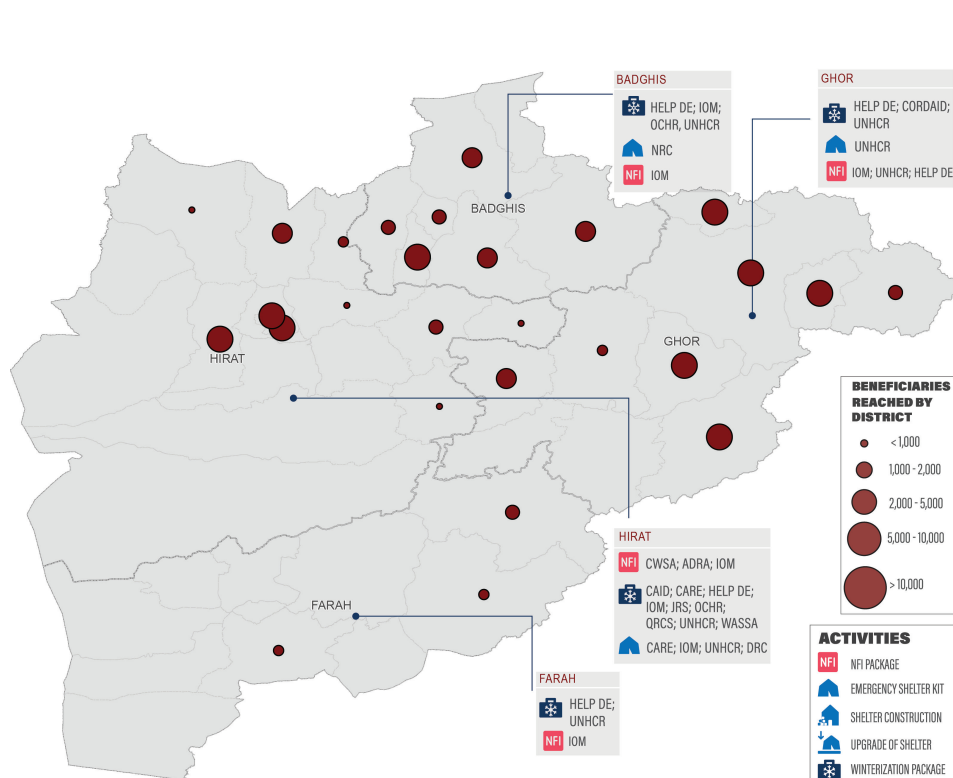 BADGHIS
HELP DE; IOM;
OCHR, UNHCR
NRC
NFI IOM
GHOR
HELP DE; CORDAID;
UNHCR
UNHCR
NFI IOM; UNHCR; HELP DE
BADGHIS
HIRAT
GHOR
FARAH
BENEFICIARIES
REACHED BY
DISTRICT
< 1,000
1,000 - 2,000
2,000 - 5,000
5,000 - 10,000
> 10,000
HIRAT
NFI CWSA; ADRA; IOM
CAID; CARE; HELP DE;
IOM; JRS; OCHR;
QRCS; UNHCR; WASSA
CARE; IOM; UNHCR; DRC
FARAH
HELP DE;
UNHCR
NFI IOM
ACTIVITIES
NFI NFI PACKAGE
EMERGENCY SHELTER KIT
SHELTER CONSTRUCTION
UPGRADE OF SHELTER
WINTERIZATION PACKAGE